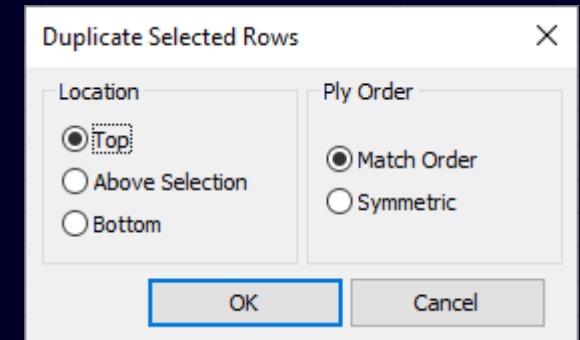 Duplicate Selected Rows
Location
Top
Above Selection
Bottom
Ply Order
Match Order
Symmetric
OK
Cancel